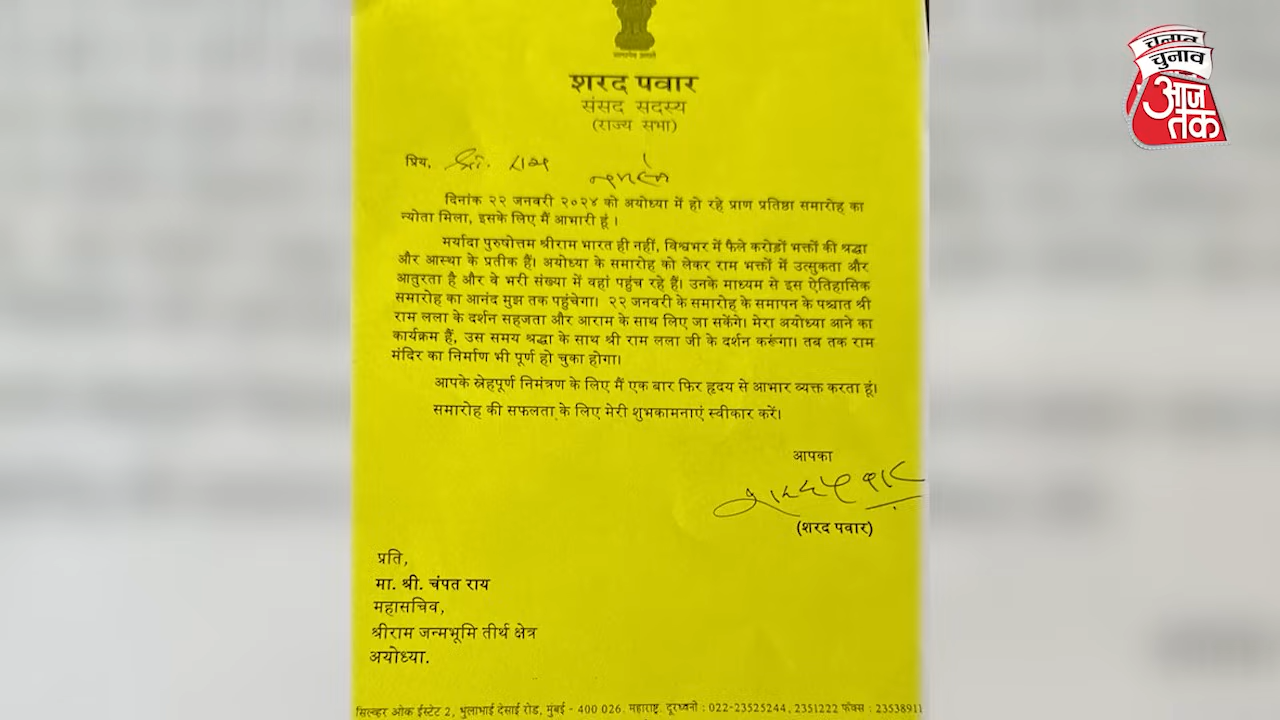 चुनाव
चुनाव
आज
तक
शरद पवार
संसद सदस्य
(राज्य सभा)
प्रिय, श्री. राय
नमस्कार
दिनांक २२ जनवरी २०२४ को अयोध्या में हो रहे प्राण प्रतिष्ठा समारोह का
न्योता मिला, इसके लिए मैं आभारी हूं ।
मर्यादा पुरुषोत्तम श्रीराम भारत ही नहीं, विश्वभर में फैले करोड़ों भक्तों की श्रद्धा
और आस्था के प्रतीक हैं। अयोध्या के समारोह को लेकर राम भक्तों में उत्सुकता और
आतुरता है और वे भरी संख्या में वहां पहुंच रहे हैं। उनके माध्यम से इस ऐतिहासिक
समारोह का आनंद मुझ तक पहुंचेगा। २२ जनवरी के समारोह के समापन के पश्चात श्री
राम लला के दर्शन सहजता और आराम के साथ लिए जा सकेंगे। मेरा अयोध्या आने का
कार्यक्रम हैं, उस समय श्रद्धा के साथ श्री राम लला जी के दर्शन करूंगा। तब तक राम
मंदिर का निर्माण भी पूर्ण हो चुका होगा।
आपके स्नेहपूर्ण निमंत्रण के लिए मैं एक बार फिर हृदय से आभार व्यक्त करता हूं।
समारोह की सफलता के लिए मेरी शुभकामनाएं स्वीकार करें।
आपका
शरद पवार
(शरद पवार)
प्रति,
मा. श्री. चंपत राय
महासचिव,
श्रीराम जन्मभूमि तीर्थ क्षेत्र
अयोध्या.
सिल्व्हर ओक ईस्टेट 2, भुलाभाई देसाई रोड, मुंबई - 400 026. महाराष्ट्र. दूरध्वनी : 022-23525244, 2351222 फॅक्स : 23538911